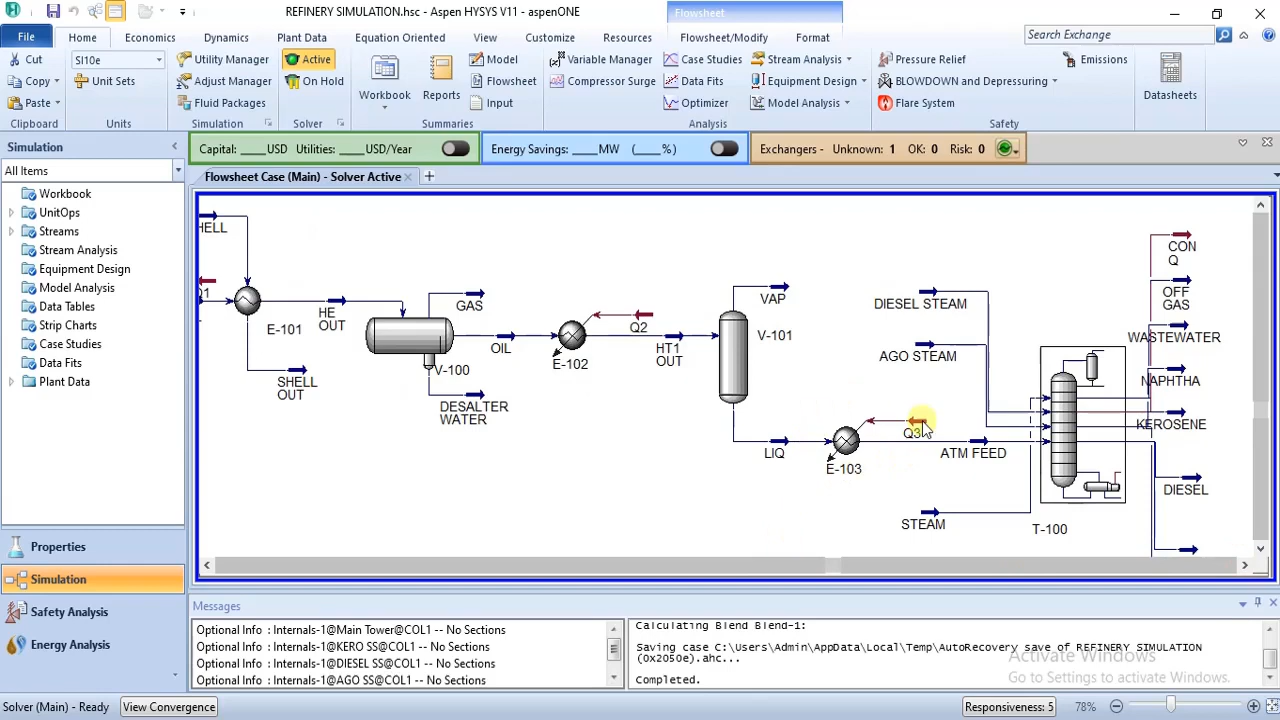 REFINERY SIMULATION.hsc - Aspen HYSYS V11 - aspenONE
Flowsheet
File Home Economics Dynamics Plant Data Equation Oriented View Customize Resources Flowsheet/Modify Format Search Exchange
Cut SI10e Utility Manager Active Model Variable Manager Case Studies Stream Analysis Pressure Relief Emissions
Copy Unit Sets Adjust Manager On Hold Workbook Reports Flowsheet Compressor Surge Data Fits Equipment Design BLOWDOWN and Depressuring Datasheets
Paste Fluid Packages Input Optimizer Model Analysis Flare System
Clipboard Units Simulation Solver Summaries Analysis Safety
Simulation
Capital: ____USD Utilities: ____USD/Year
Energy Savings: ____MW (____%)
Exchangers - Unknown: 1 OK: 0 Risk: 0
All Items
Flowsheet Case (Main) - Solver Active
Workbook
UnitOps
Streams
Stream Analysis
Equipment Design
Model Analysis
Data Tables
Strip Charts
Case Studies
Data Fits
Plant Data
Properties
Simulation
Safety Analysis
Energy Analysis
HELL
Q1
E-101
HE
OUT
SHELL
OUT
GAS
V-100
OIL
DESALTER
WATER
Q2
E-102
HT1
OUT
VAP
V-101
LIQ
Q3
E-103
ATM FEED
DIESEL STEAM
AGO STEAM
STEAM
T-100
CON
Q
OFF
GAS
WASTEWATER
NAPHTHA
KEROSENE
DIESEL
Messages
Optional Info : Internals-1@Main Tower@COL1 -- No Sections
Optional Info : Internals-1@KERO SS@COL1 -- No Sections
Optional Info : Internals-1@DIESEL SS@COL1 -- No Sections
Optional Info : Internals-1@AGO SS@COL1 -- No Sections
Calculating Blend Blend-1:
Saving case C:\Users\Admin\AppData\Local\Temp\AutoRecovery save of REFINERY SIMULATION
(0x2050e).ahc...
Completed.
Activate Windows
Go to Settings to activate Windows.
Solver (Main) - Ready View Convergence Responsiveness: 5 78%